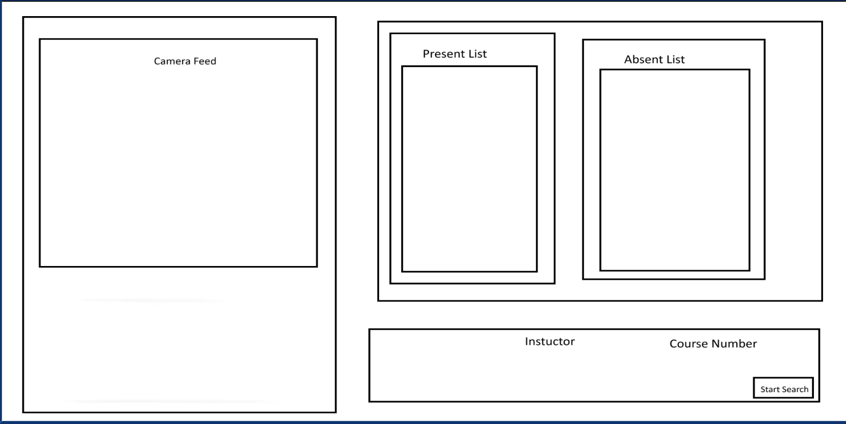 Camera Feed
Present List
Absent List
Instuctor
Course Number
Start Search